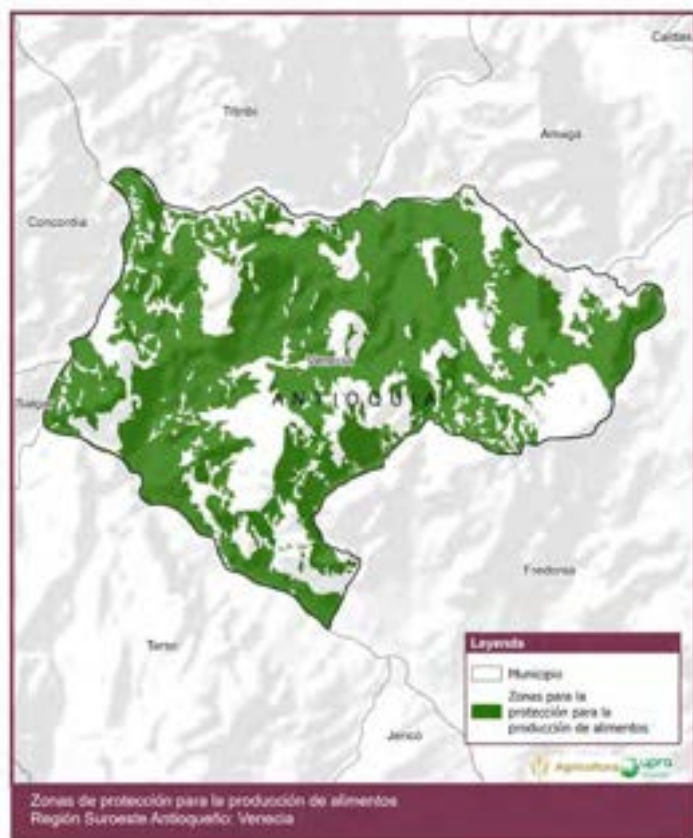 Caldas
Titiribí
Amagá
Concordia
Venecia
ANTIOQUIA
Fredonia
Tarso
Jericó
Leyenda
Municipio
Zonas para la
protección para la
producción de alimentos
Agricultura upra
Zonas de protección para la producción de alimentos
Región Suroeste Antioqueño: Venecia